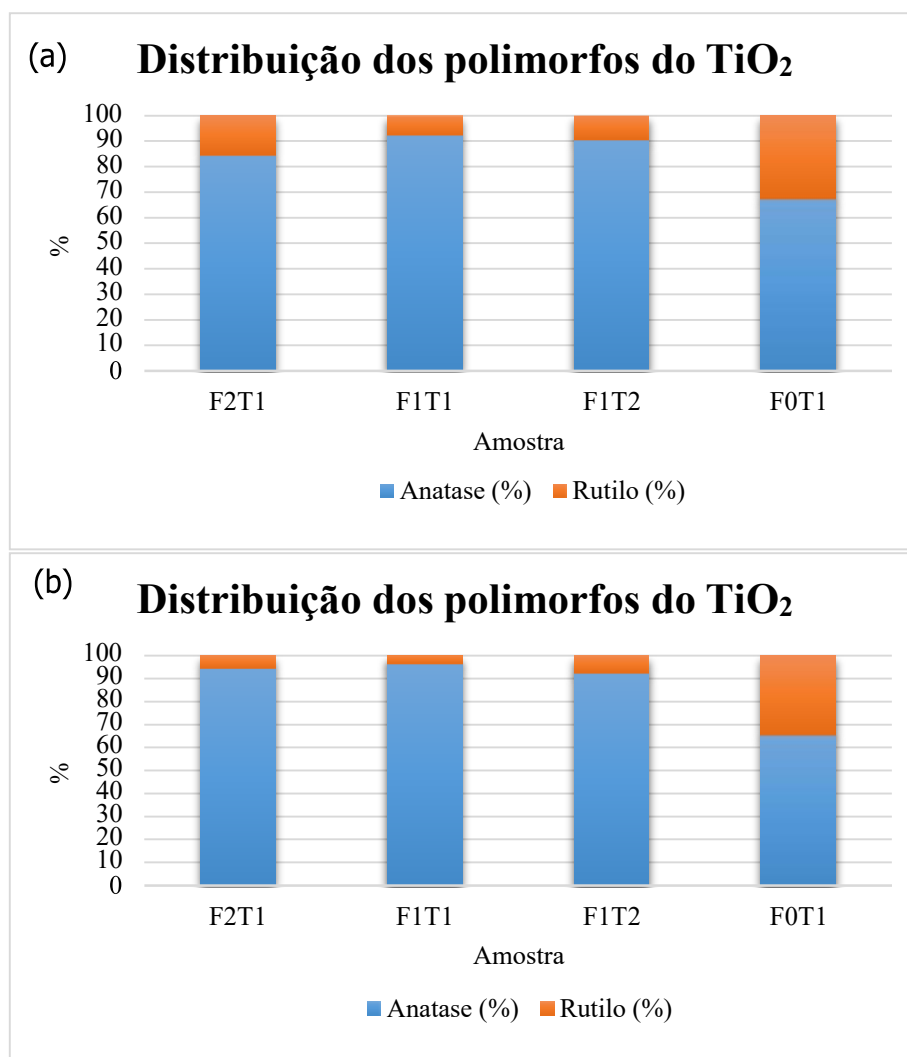 (a)
Distribuição dos polimorfos do TiO₂
100
90
80
70
60
50
40
30
20
10
0
%
F2T1 F1T1 F1T2 F0T1
Amostra
Anatase (%) Rutilo (%)
(b)
Distribuição dos polimorfos do TiO₂
100
90
80
70
60
50
40
30
20
10
0
%
F2T1 F1T1 F1T2 F0T1
Amostra
Anatase (%) Rutilo (%)